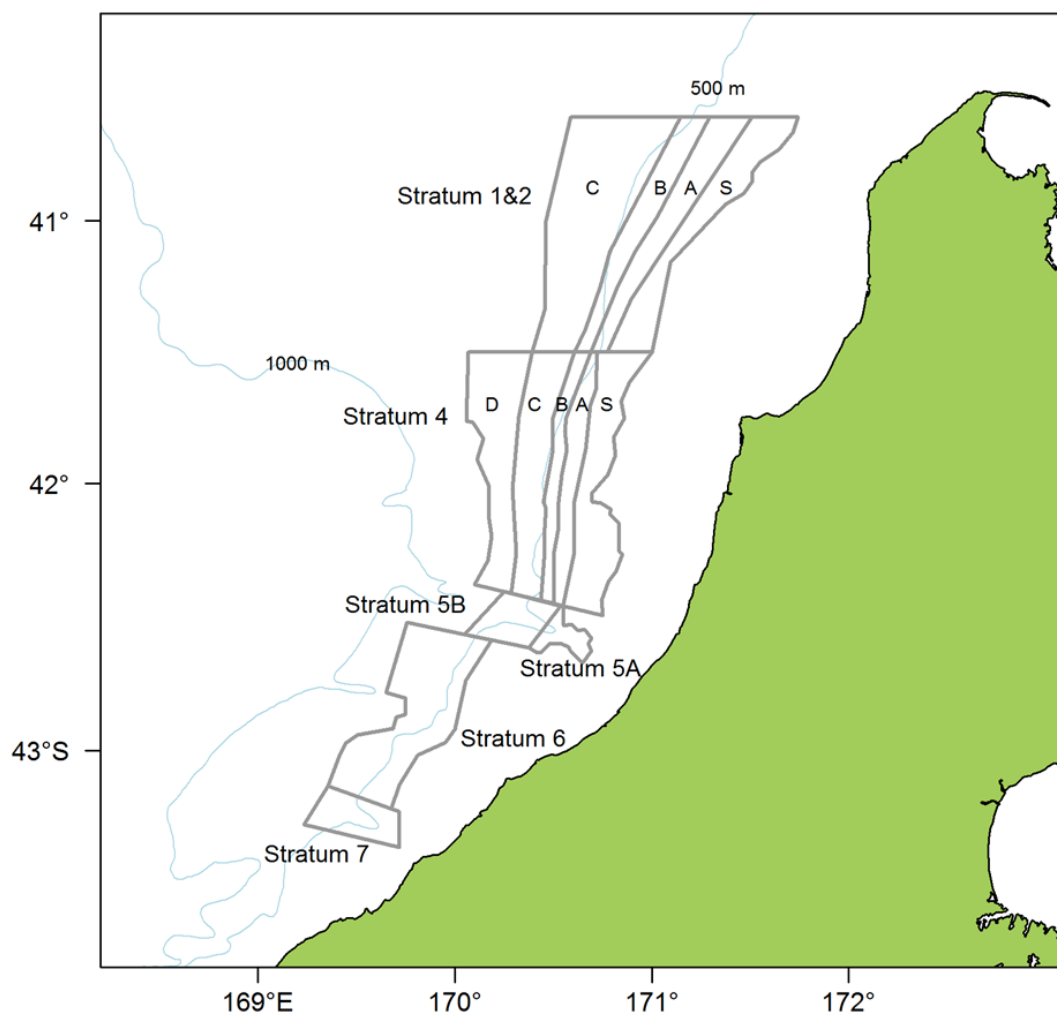 500 m
C
B
A
S
Stratum 1&2
41°
1000 m
Stratum 4
D
C
B
A
S
42°
Stratum 5B
Stratum 5A
Stratum 6
43°S
Stratum 7
169°E
170°
171°
172°